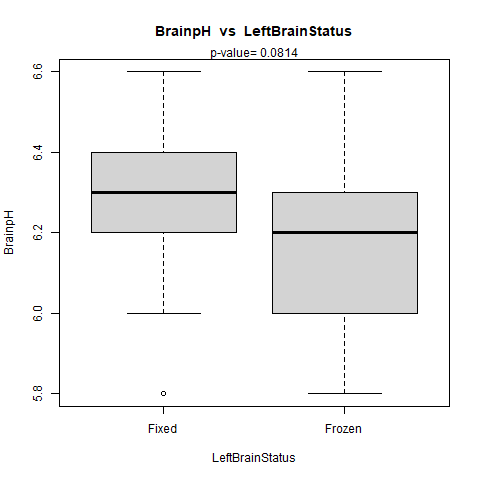 BrainpH vs LeftBrainStatus
p-value= 0.0814
6.6
6.4
6.2
6.0
5.8
BrainpH
Fixed Frozen
LeftBrainStatus